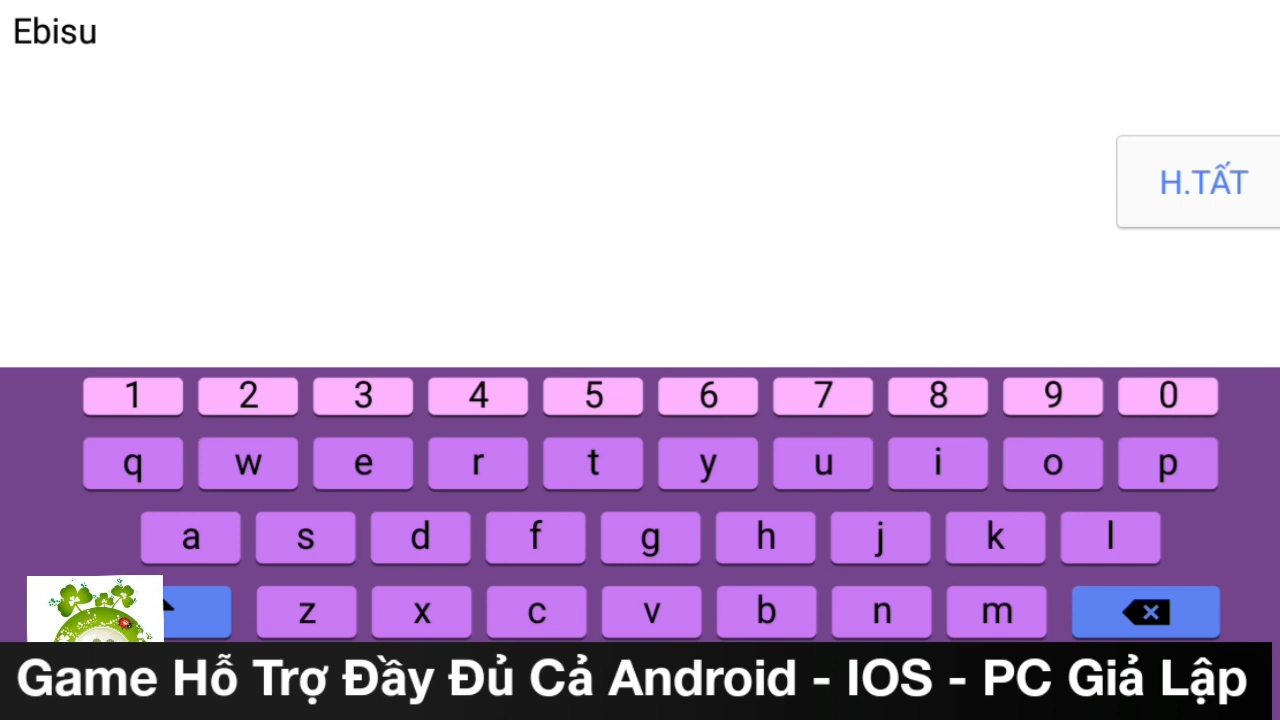 Ebisu
H.TẤT
1 2 3 4 5 6 7 8 9 0
q w e r t y u i o p
a s d f g h j k l
z x c v b n m
Game Hỗ Trợ Đầy Đủ Cả Android - IOS - PC Giả Lập